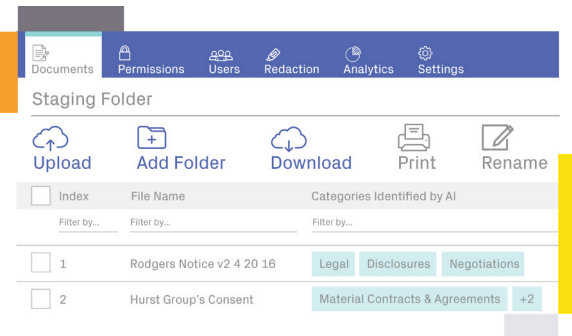 Documents Permissions Users Redaction Analytics Settings
Staging Folder
Upload Add Folder Download Print Rename
Index File Name Categories Identified by AI
Filter by... Filter by... Filter by...
1 Rodgers Notice v2 4 20 16 Legal Disclosures Negotiations
2 Hurst Group's Consent Material Contracts & Agreements +2